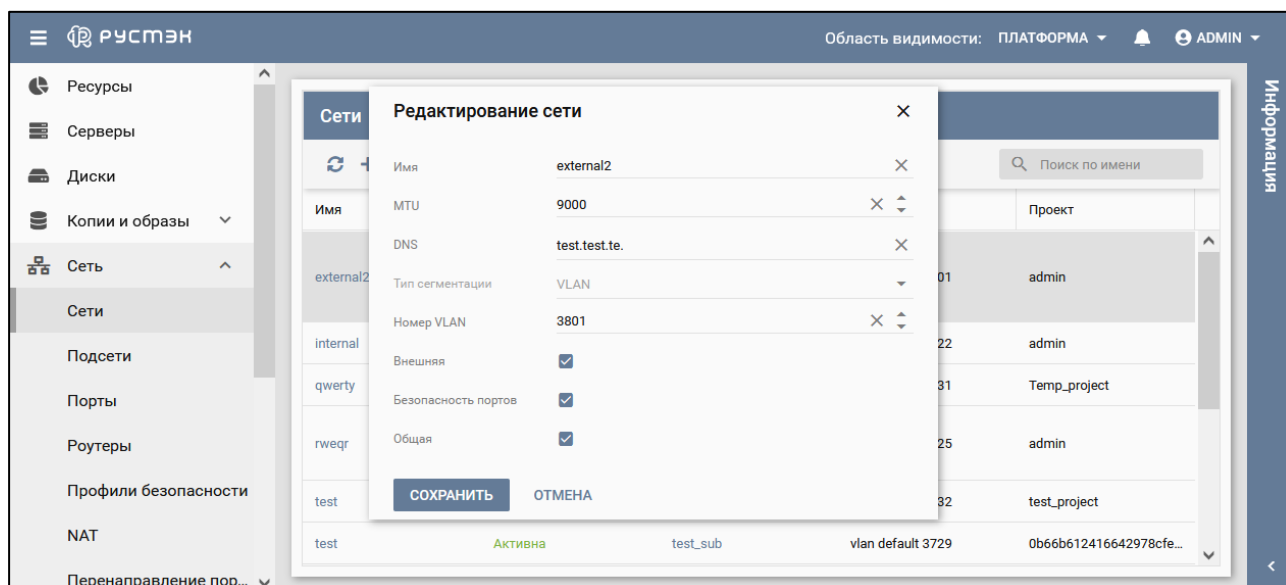 РУСТЭК
Область видимости: ПЛАТФОРМА
ADMIN
Ресурсы
Серверы
Диски
Копии и образы
Сеть
Сети
Подсети
Порты
Роутеры
Профили безопасности
NAT
Перенаправление пор...
Сети
Поиск по имени
Имя
Проект
external2
01
admin
internal
22
admin
qwerty
31
Temp_project
rweqr
25
admin
test
32
test_project
test
Активна
test_sub
vlan default 3729
0b66b612416642978cfe...
Редактирование сети
Имя
external2
MTU
9000
DNS
test.test.te.
Тип сегментации
VLAN
Номер VLAN
3801
Внешняя
Безопасность портов
Общая
СОХРАНИТЬ
ОТМЕНА
Информация